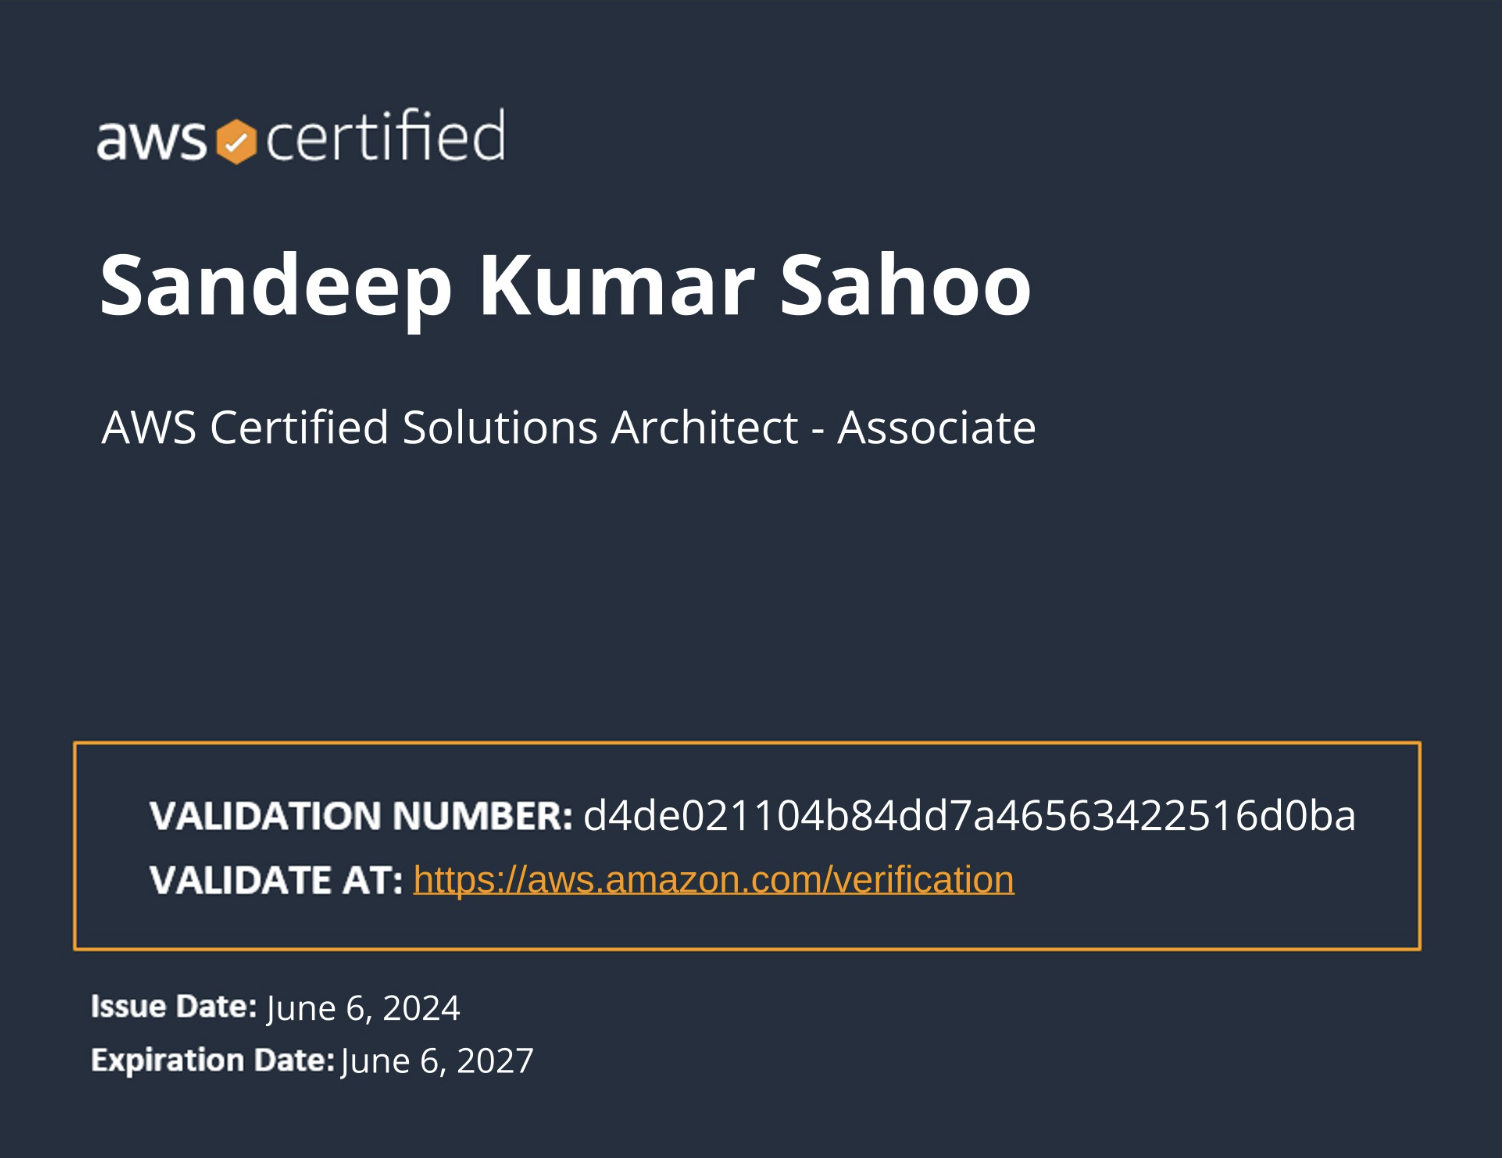 aws certified
Sandeep Kumar Sahoo
AWS Certified Solutions Architect - Associate
VALIDATION NUMBER: d4de021104b84dd7a46563422516d0ba
VALIDATE AT: https://aws.amazon.com/verification
Issue Date: June 6, 2024
Expiration Date: June 6, 2027